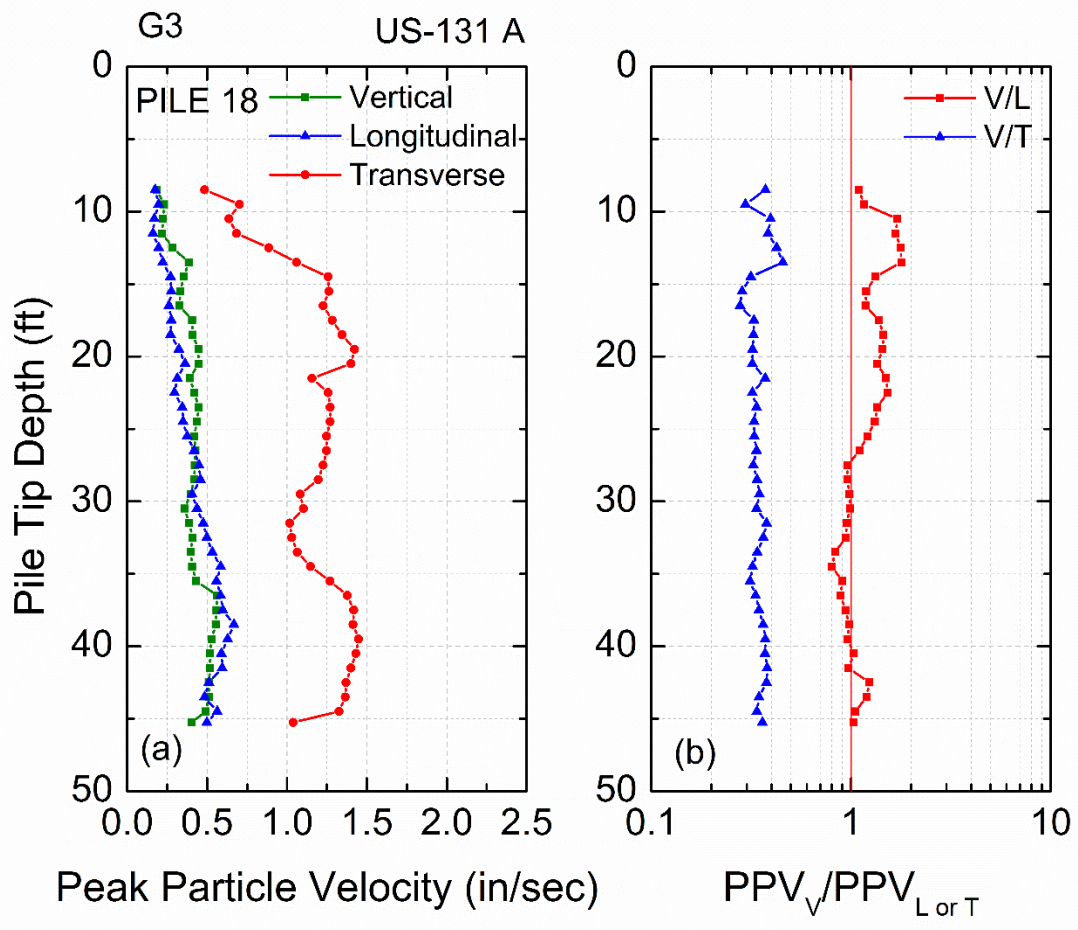 G3 US-131 A
PILE 18
Vertical
Longitudinal
Transverse
V/L
V/T
0
10
20
30
40
50
0
10
20
30
40
50
Pile Tip Depth (ft)
(a)
(b)
0.0 0.5 1.0 1.5 2.0 2.5
0.1 1 10
Peak Particle Velocity (in/sec)
PPV_V/PPV_L or T